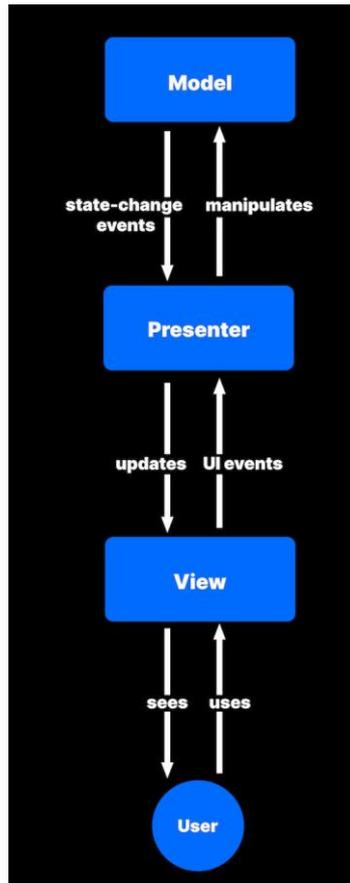 Model
state-change
events
manipulates
Presenter
updates
UI events
View
sees
uses
User